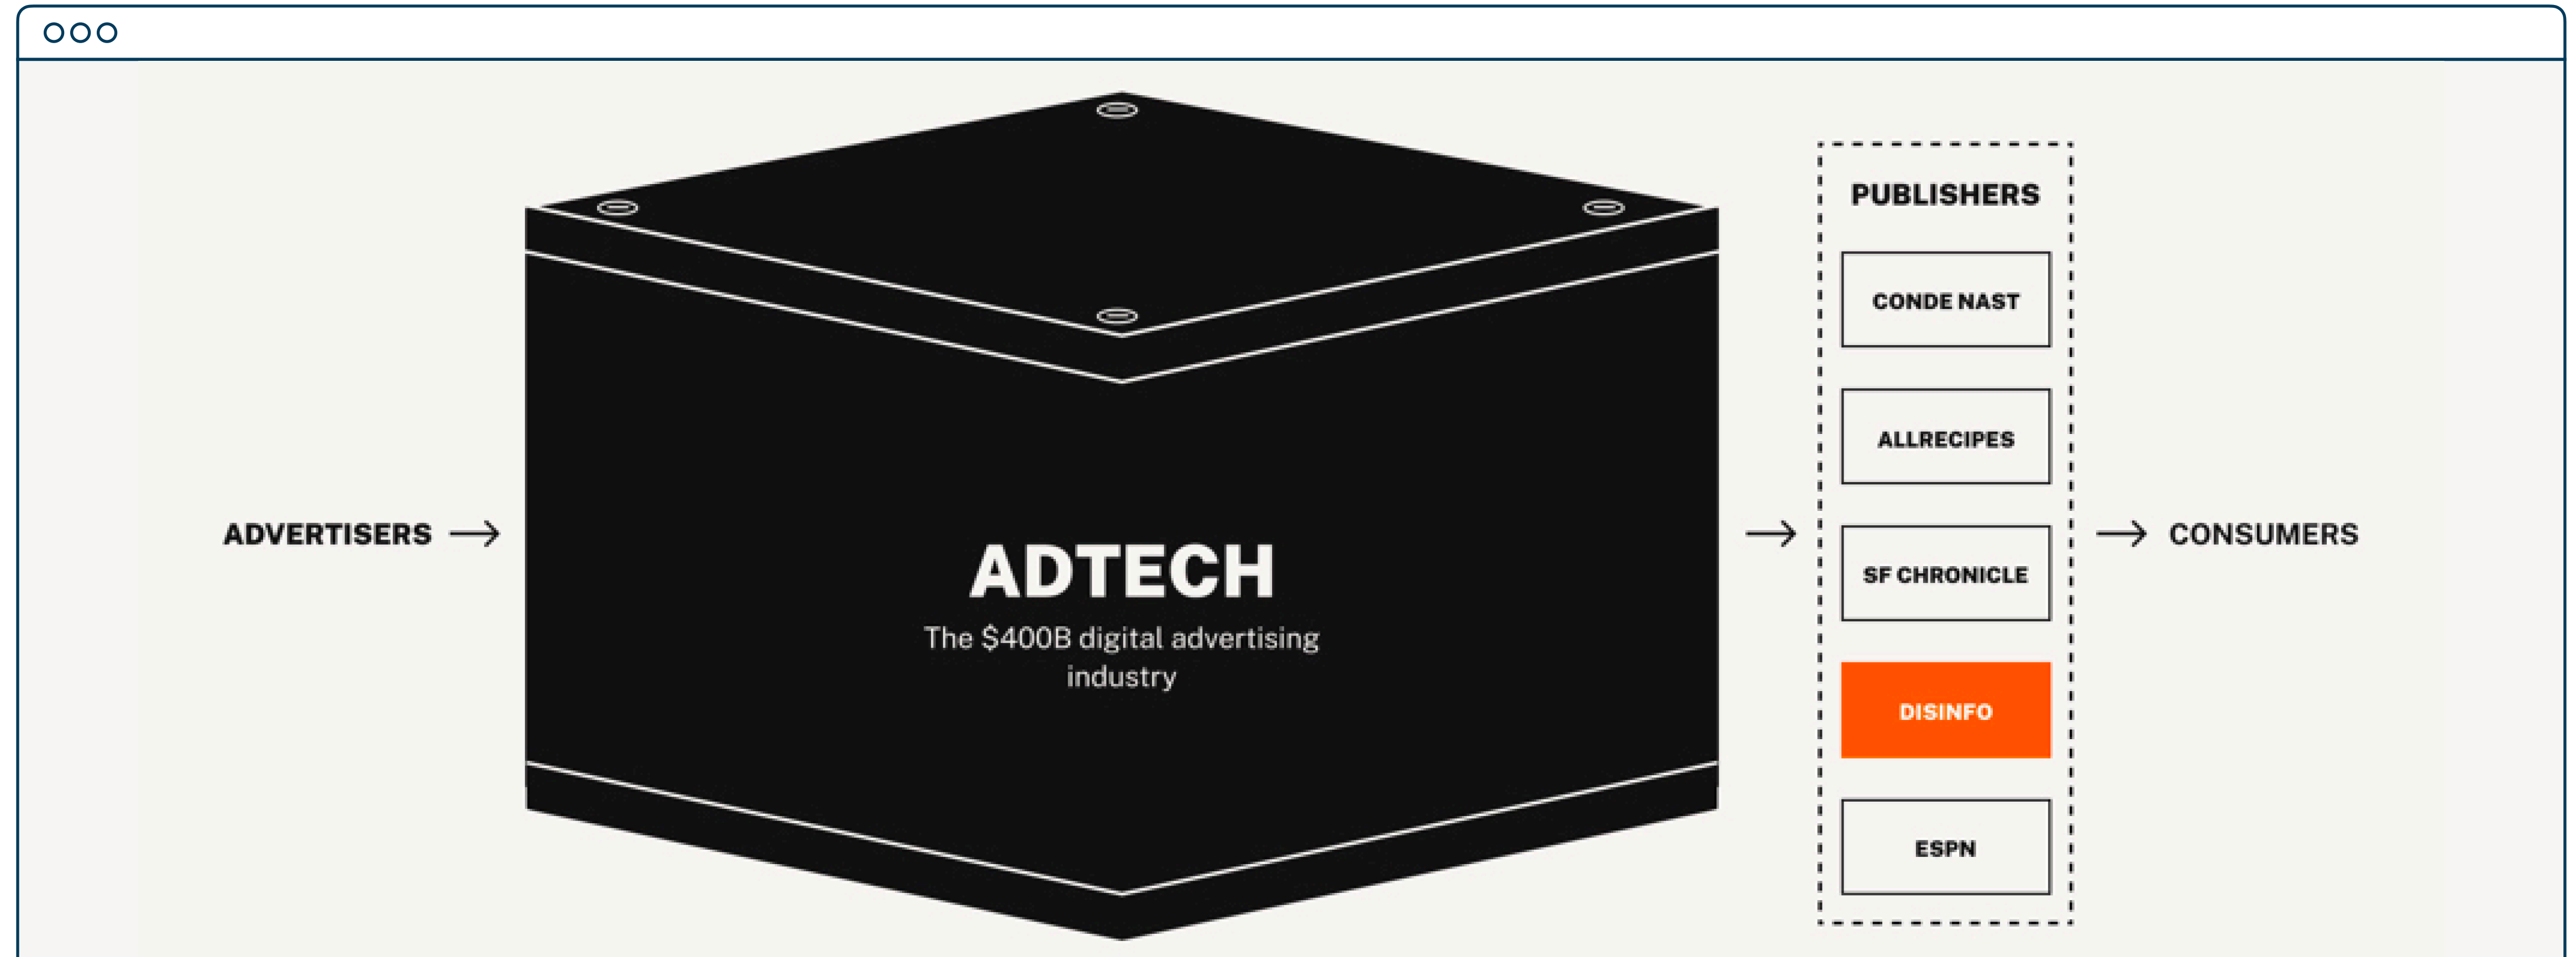 ADVERTISERS
ADTECH
The $400B digital advertising
industry
PUBLISHERS
CONDE NAST
ALLRECIPES
SF CHRONICLE
DISINFO
ESPN
CONSUMERS